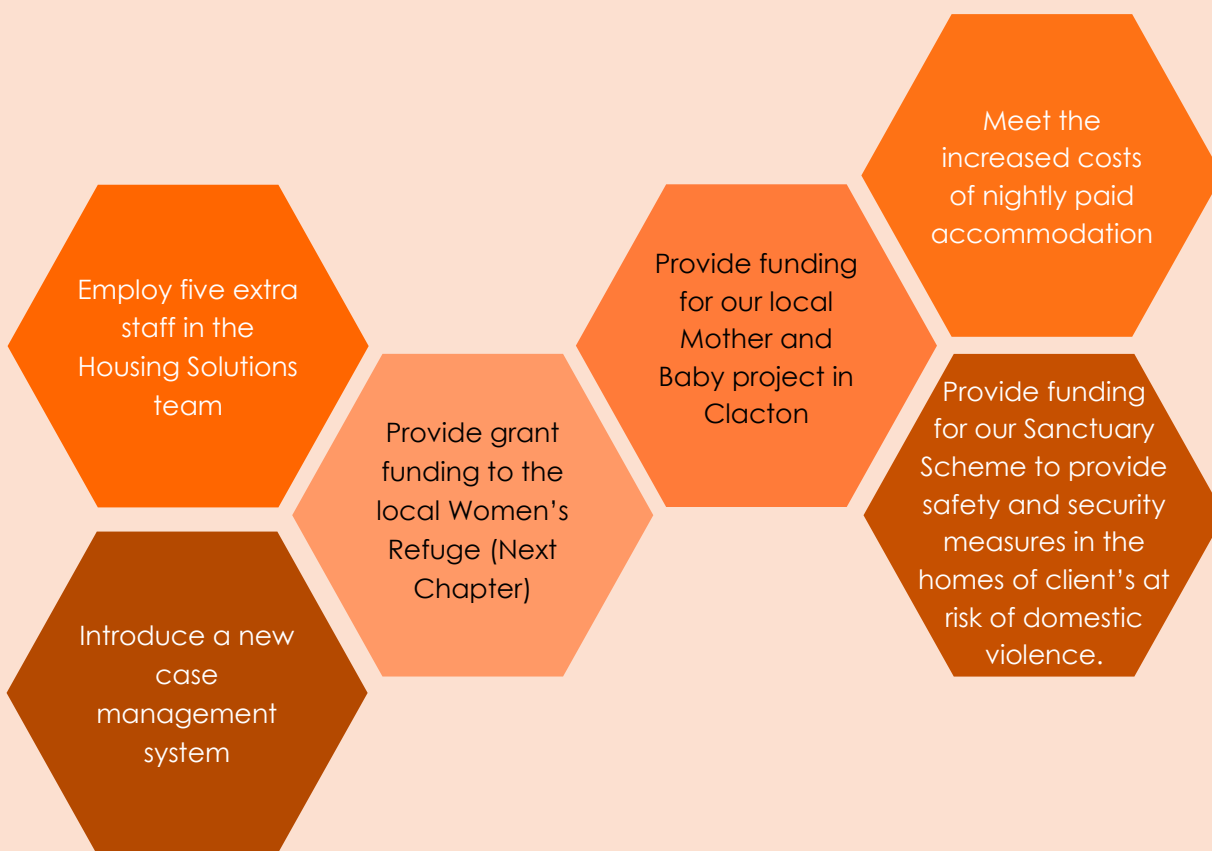 Employ five extra
staff in the
Housing Solutions
team
Introduce a new
case
management
system
Provide grant
funding to the
local Women’s
Refuge (Next
Chapter)
Provide funding
for our local
Mother and
Baby project in
Clacton
Meet the
increased costs
of nightly paid
accommodation
Provide funding
for our Sanctuary
Scheme to provide
safety and security
measures in the
homes of client’s at
risk of domestic
violence.